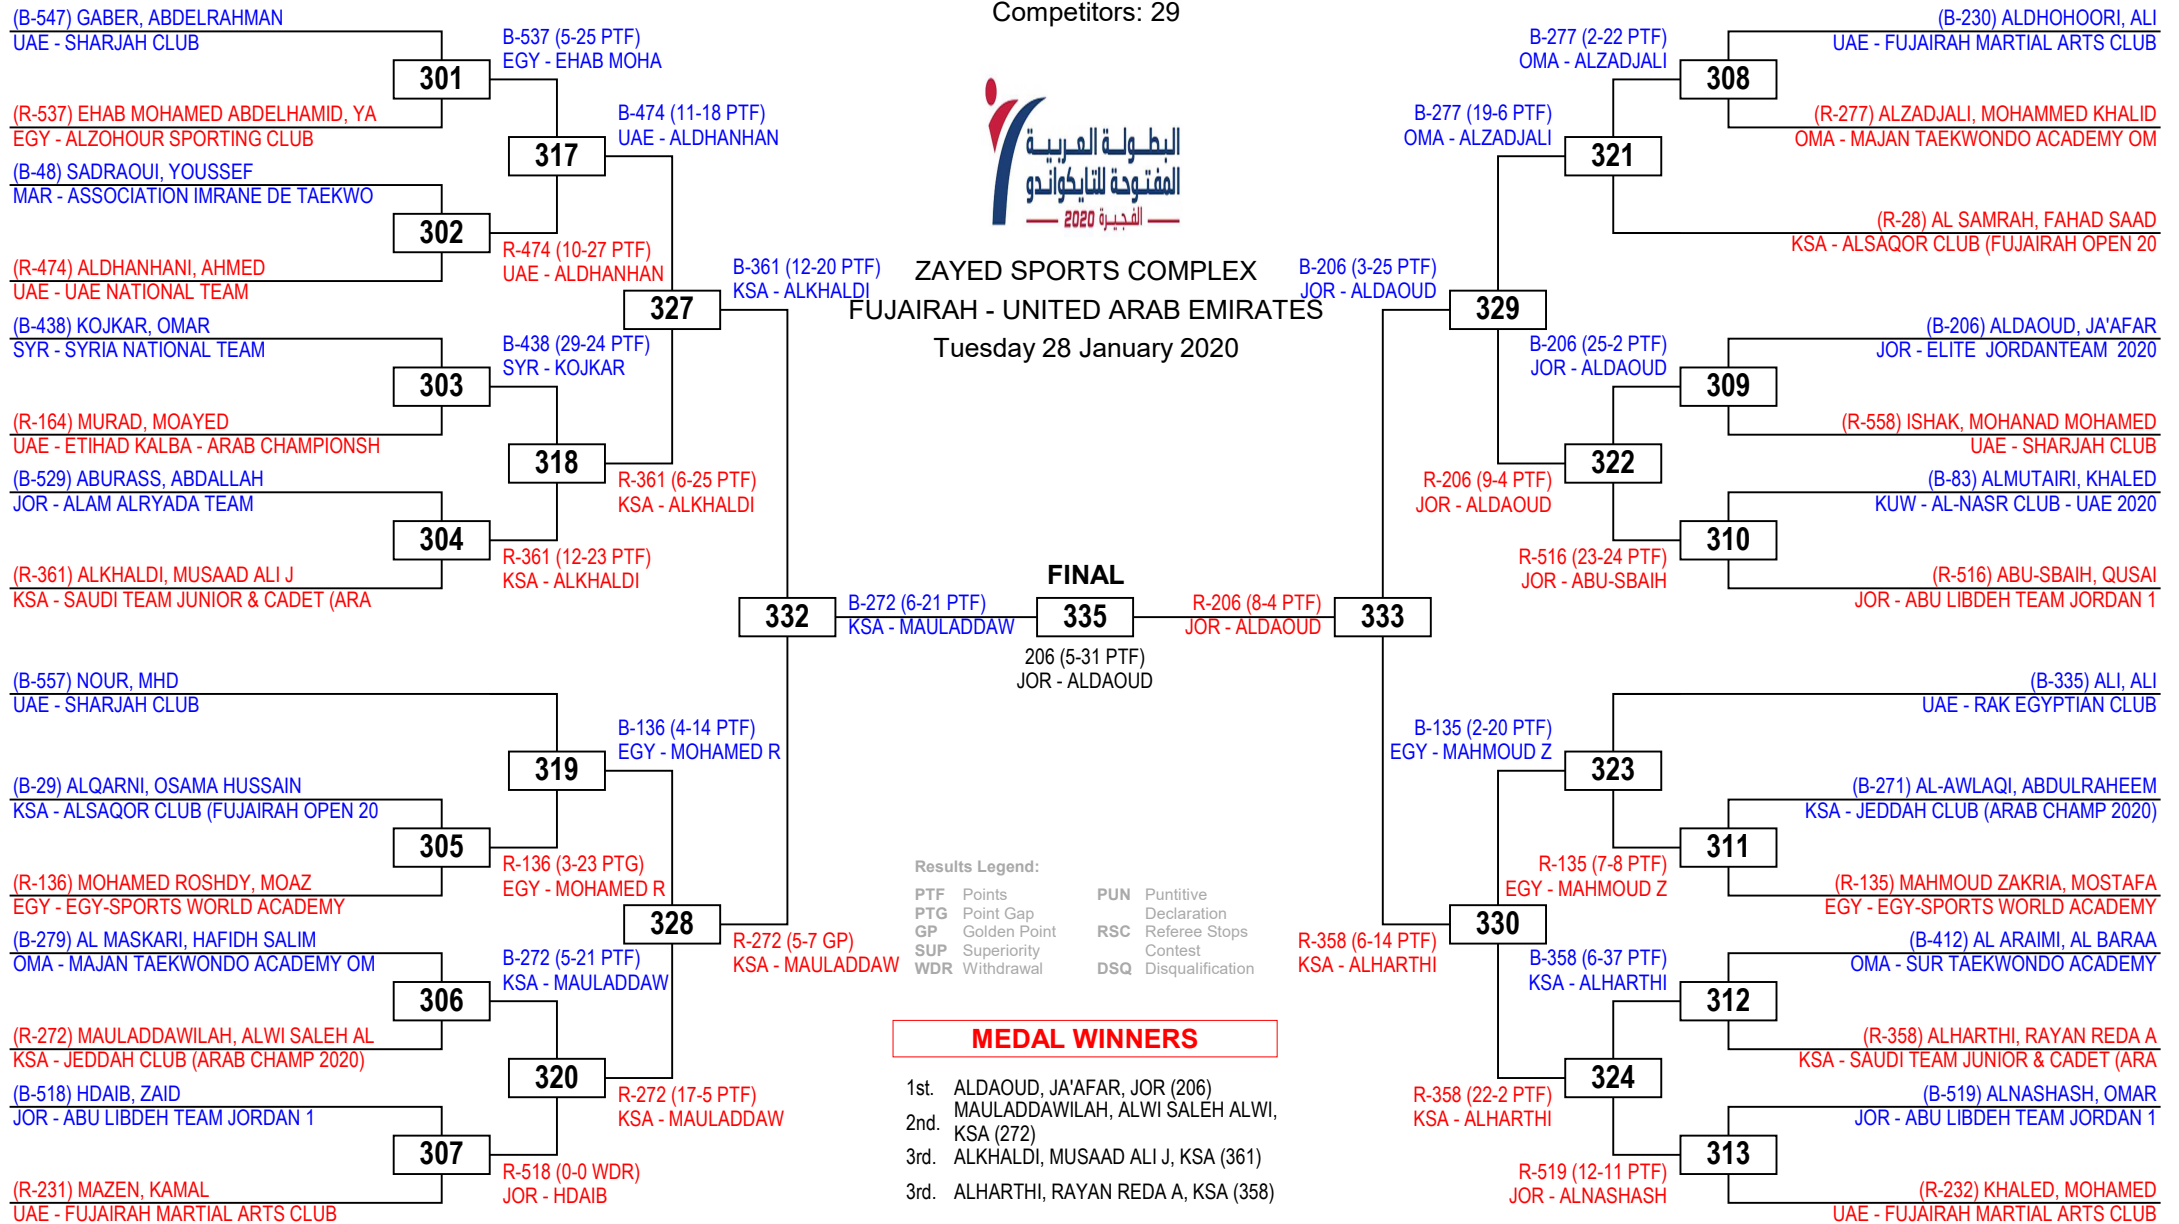 Competitors: 29
البطولة العربية
المفتوحة للتايكواندو
الفجيرة 2020
ZAYED SPORTS COMPLEX
FUJAIRAH - UNITED ARAB EMIRATES
Tuesday 28 January 2020
(B-547) GABER, ABDELRAHMAN
UAE - SHARJAH CLUB
301
(R-537) EHAB MOHAMED ABDELHAMID, YA
EGY - ALZOHOUR SPORTING CLUB
(B-48) SADRAOUI, YOUSSEF
MAR - ASSOCIATION IMRANE DE TAEKWO
302
(R-474) ALDHANHANI, AHMED
UAE - UAE NATIONAL TEAM
(B-438) KOJKAR, OMAR
SYR - SYRIA NATIONAL TEAM
303
(R-164) MURAD, MOAYED
UAE - ETIHAD KALBA - ARAB CHAMPIONSH
(B-529) ABURASS, ABDALLAH
JOR - ALAM ALRYADA TEAM
304
(R-361) ALKHALDI, MUSAAD ALI J
KSA - SAUDI TEAM JUNIOR & CADET (ARA
(B-557) NOUR, MHD
UAE - SHARJAH CLUB
(B-29) ALQARNI, OSAMA HUSSAIN
KSA - ALSAQOR CLUB (FUJAIRAH OPEN 20
305
(R-136) MOHAMED ROSHDY, MOAZ
EGY - EGY-SPORTS WORLD ACADEMY
(B-279) AL MASKARI, HAFIDH SALIM
OMA - MAJAN TAEKWONDO ACADEMY OM
306
(R-272) MAULADDAWILAH, ALWI SALEH AL
KSA - JEDDAH CLUB (ARAB CHAMP 2020)
(B-518) HDAIB, ZAID
JOR - ABU LIBDEH TEAM JORDAN 1
307
(R-231) MAZEN, KAMAL
UAE - FUJAIRAH MARTIAL ARTS CLUB
B-537 (5-25 PTF)
EGY - EHAB MOHA
317
R-474 (10-27 PTF)
UAE - ALDHANHAN
B-438 (29-24 PTF)
SYR - KOJKAR
318
R-361 (12-23 PTF)
KSA - ALKHALDI
319
R-136 (3-23 PTG)
EGY - MOHAMED R
B-272 (5-21 PTF)
KSA - MAULADDAW
320
R-518 (0-0 WDR)
JOR - HDAIB
B-474 (11-18 PTF)
UAE - ALDHANHAN
327
R-361 (6-25 PTF)
KSA - ALKHALDI
B-136 (4-14 PTF)
EGY - MOHAMED R
328
R-272 (17-5 PTF)
KSA - MAULADDAW
B-361 (12-20 PTF)
KSA - ALKHALDI
332
R-272 (5-7 GP)
KSA - MAULADDAW
FINAL
B-272 (6-21 PTF)
KSA - MAULADDAW
335
R-206 (8-4 PTF)
JOR - ALDAOUD
206 (5-31 PTF)
JOR - ALDAOUD
B-206 (3-25 PTF)
JOR - ALDAOUD
333
R-358 (6-14 PTF)
KSA - ALHARTHI
B-277 (19-6 PTF)
OMA - ALZADJALI
329
R-206 (9-4 PTF)
JOR - ALDAOUD
B-135 (2-20 PTF)
EGY - MAHMOUD Z
330
R-358 (22-2 PTF)
KSA - ALHARTHI
B-277 (2-22 PTF)
OMA - ALZADJALI
321
B-206 (25-2 PTF)
JOR - ALDAOUD
322
R-516 (23-24 PTF)
JOR - ABU-SBAIH
323
R-135 (7-8 PTF)
EGY - MAHMOUD Z
B-358 (6-37 PTF)
KSA - ALHARTHI
324
R-519 (12-11 PTF)
JOR - ALNASHASH
(B-230) ALDHOHOORI, ALI
UAE - FUJAIRAH MARTIAL ARTS CLUB
308
(R-277) ALZADJALI, MOHAMMED KHALID
OMA - MAJAN TAEKWONDO ACADEMY OM
(R-28) AL SAMRAH, FAHAD SAAD
KSA - ALSAQOR CLUB (FUJAIRAH OPEN 20
(B-206) ALDAOUD, JA'AFAR
JOR - ELITE JORDANTEAM 2020
309
(R-558) ISHAK, MOHANAD MOHAMED
UAE - SHARJAH CLUB
(B-83) ALMUTAIRI, KHALED
KUW - AL-NASR CLUB - UAE 2020
310
(R-516) ABU-SBAIH, QUSAI
JOR - ABU LIBDEH TEAM JORDAN 1
(B-335) ALI, ALI
UAE - RAK EGYPTIAN CLUB
(B-271) AL-AWLAQI, ABDULRAHEEM
KSA - JEDDAH CLUB (ARAB CHAMP 2020)
311
(R-135) MAHMOUD ZAKRIA, MOSTAFA
EGY - EGY-SPORTS WORLD ACADEMY
(B-412) AL ARAIMI, AL BARAA
OMA - SUR TAEKWONDO ACADEMY
312
(R-358) ALHARTHI, RAYAN REDA A
KSA - SAUDI TEAM JUNIOR & CADET (ARA
(B-519) ALNASHASH, OMAR
JOR - ABU LIBDEH TEAM JORDAN 1
313
(R-232) KHALED, MOHAMED
UAE - FUJAIRAH MARTIAL ARTS CLUB
Results Legend:
PTF Points PUN Puntitive
PTG Point Gap Declaration
GP Golden Point RSC Referee Stops
SUP Superiority Contest
WDR Withdrawal DSQ Disqualification
MEDAL WINNERS
1st. ALDAOUD, JA'AFAR, JOR (206)
2nd. MAULADDAWILAH, ALWI SALEH ALWI,
KSA (272)
3rd. ALKHALDI, MUSAAD ALI J, KSA (361)
3rd. ALHARTHI, RAYAN REDA A, KSA (358)